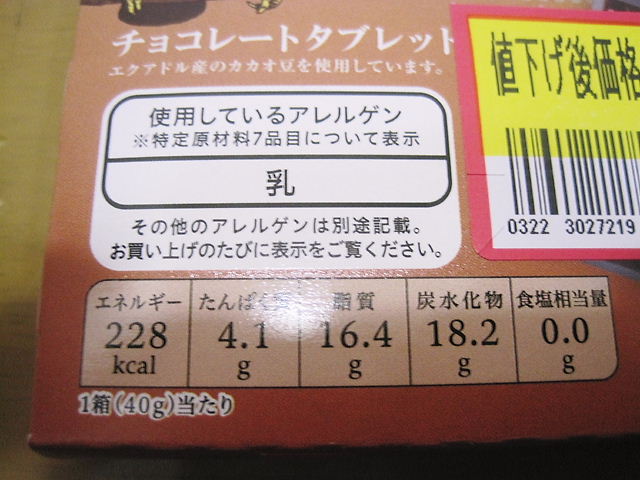 チョコレートタブレット
エクアドル産のカカオ豆を使用しています。
値下げ後価格
使用しているアレルゲン
※特定原材料7品目について表示
乳
その他のアレルゲンは別途記載。
お買い上げのたびに表示をご覧ください。
0322 3027219
エネルギー たんぱく質 脂質 炭水化物 食塩相当量
228 4.1 16.4 18.2 0.0
kcal g g g g
1箱(40g)当たり